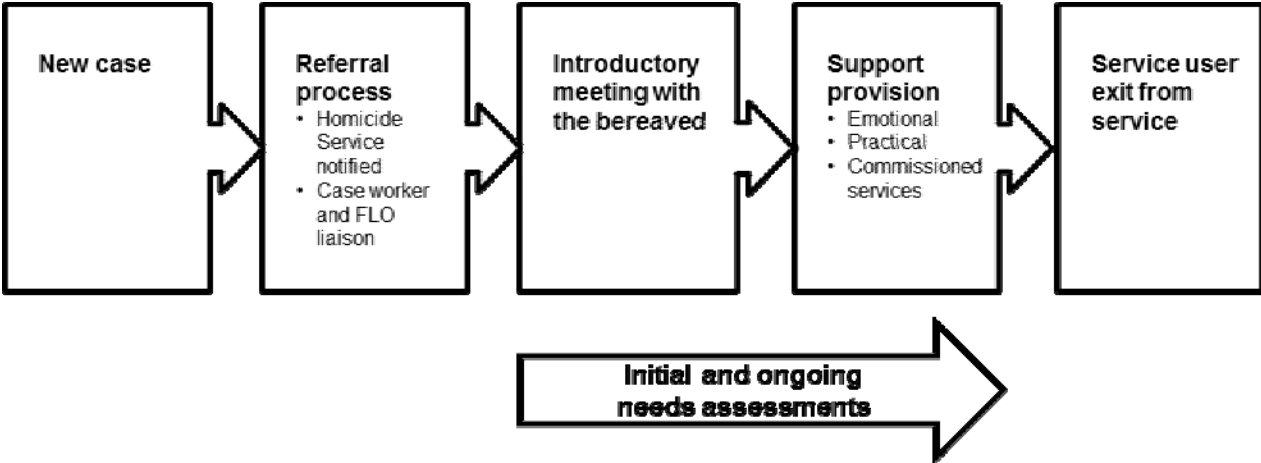 New case
Referral
process
• Homicide
Service
notified
• Case worker
and FLO
liaison
Introductory
meeting with
the bereaved
Support
provision
• Emotional
• Practical
• Commissioned
services
Service user
exit from
service
Initial and ongoing
needs assessments